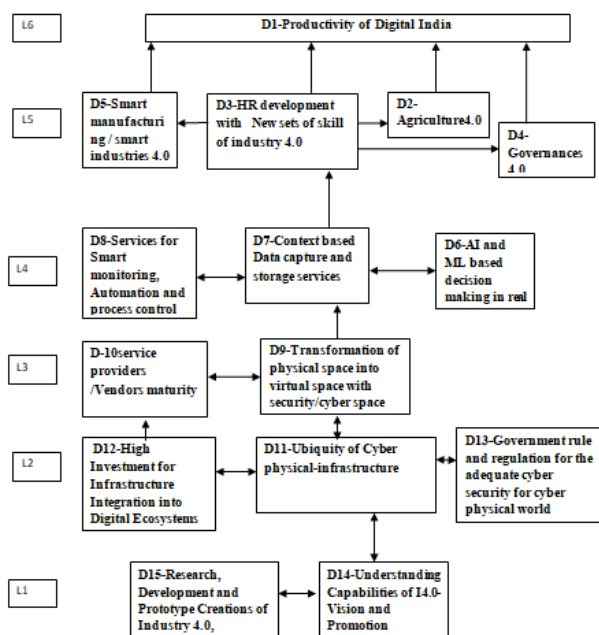 L6
D1-Productivity of Digital India
L5
D5-Smart
manufacturi
ng / smart
industries 4.0
D3-HR development
with New sets of skill
of industry 4.0
D2-
Agriculture4.0
D4-
Governances
4.0
L4
D8-Services for
Smart
monitoring,
Automation and
process control
D7-Context based
Data capture and
storage services
D6-AI and
ML based
decision
making in real
L3
D-10service
providers
/Vendors maturity
D9-Transformation of
physical space into
virtual space with
security/cyber space
L2
D12-High
Investment for
Infrastructure
Integration into
Digital Ecosystems
D11-Ubiquity of Cyber
physical-infrastructure
D13-Government rule
and regulation for the
adequate cyber
security for cyber
physical world
L1
D15-Research,
Development and
Prototype Creations of
Industry 4.0,
D14-Understanding
Capabilities of I4.0-
Vision and
Promotion